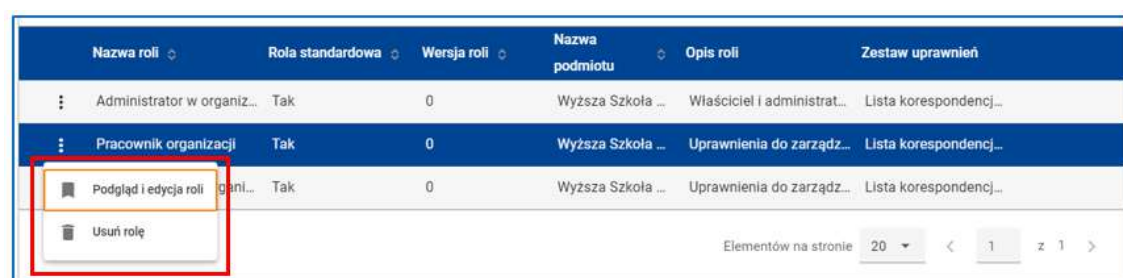 Nazwa roli Rola standardowa Wersja roli Nazwa podmiotu Opis roli Zestaw uprawnień
Administrator w organiz... Tak 0 Wyższa Szkoła ... Właściciel i administrat... Lista korespondencj...
Pracownik organizacji Tak 0 Wyższa Szkoła ... Uprawnienia do zarządz... Lista korespondencj...
Podgląd i edycja roli
gani... Tak 0 Wyższa Szkoła ... Uprawnienia do zarządz... Lista korespondencj...
Usuń rolę
Elementów na stronie 20 < 1 z 1 >